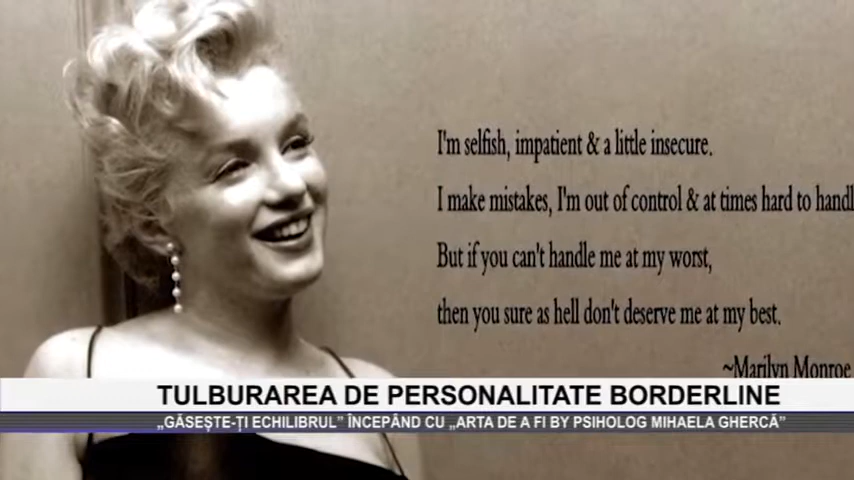 I'm selfish, impatient & a little insecure.
I make mistakes, I'm out of control & at times hard to handl
But if you can't handle me at my worst,
then you sure as hell don't deserve me at my best.
~Marilyn Monroe
TULBURAREA DE PERSONALITATE BORDERLINE
„GĂSEȘTE-ȚI ECHILIBRUL” ÎNCEPÂND CU „ARTA DE A FI BY PSIHOLOG MIHAELA GHERCĂ”